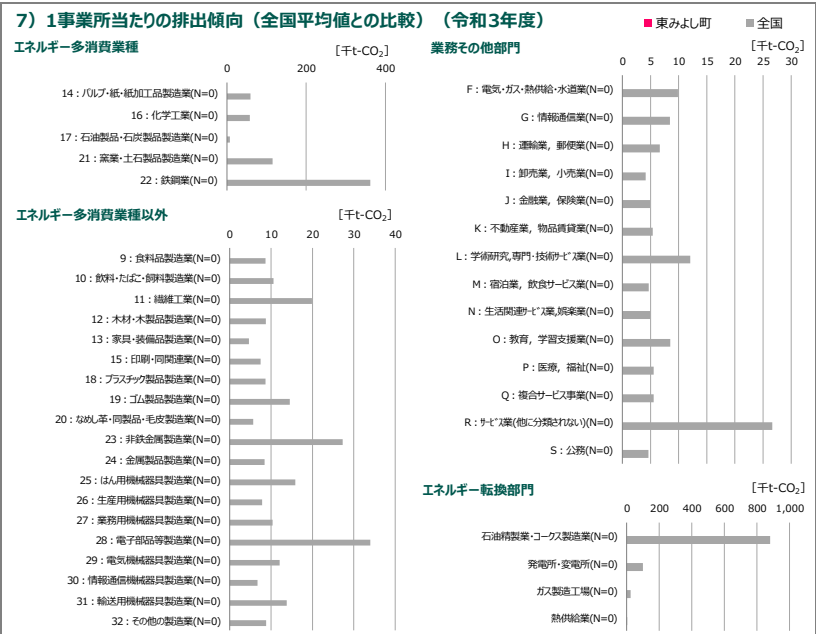 7）1事業所当たりの排出傾向（全国平均値との比較）（令和3年度）
■ 東みよし町 ■ 全国
エネルギー多消費業種
[千t-CO₂]
0 200 400
14：パルプ・紙・紙加工品製造業(N=0)
16：化学工業(N=0)
17：石油製品・石炭製品製造業(N=0)
21：窯業・土石製品製造業(N=0)
22：鉄鋼業(N=0)
エネルギー多消費業種以外
[千t-CO₂]
0 10 20 30 40
9：食料品製造業(N=0)
10：飲料・たばこ・飼料製造業(N=0)
11：繊維工業(N=0)
12：木材・木製品製造業(N=0)
13：家具・装備品製造業(N=0)
15：印刷・同関連業(N=0)
18：プラスチック製品製造業(N=0)
19：ゴム製品製造業(N=0)
20：なめし革・同製品・毛皮製造業(N=0)
23：非鉄金属製造業(N=0)
24：金属製品製造業(N=0)
25：はん用機械器具製造業(N=0)
26：生産用機械器具製造業(N=0)
27：業務用機械器具製造業(N=0)
28：電子部品等製造業(N=0)
29：電気機械器具製造業(N=0)
30：情報通信機械器具製造業(N=0)
31：輸送用機械器具製造業(N=0)
32：その他の製造業(N=0)
業務その他部門
[千t-CO₂]
0 5 10 15 20 25 30
F：電気・ガス・熱供給・水道業(N=0)
G：情報通信業(N=0)
H：運輸業，郵便業(N=0)
I：卸売業，小売業(N=0)
J：金融業，保険業(N=0)
K：不動産業，物品賃貸業(N=0)
L：学術研究,専門・技術サービス業(N=0)
M：宿泊業，飲食サービス業(N=0)
N：生活関連サービス業,娯楽業(N=0)
O：教育，学習支援業(N=0)
P：医療，福祉(N=0)
Q：複合サービス事業(N=0)
R：サービス業(他に分類されない)(N=0)
S：公務(N=0)
エネルギー転換部門
[千t-CO₂]
0 200 400 600 800 1,000
石油精製業・コークス製造業(N=0)
発電所・変電所(N=0)
ガス製造工場(N=0)
熱供給業(N=0)